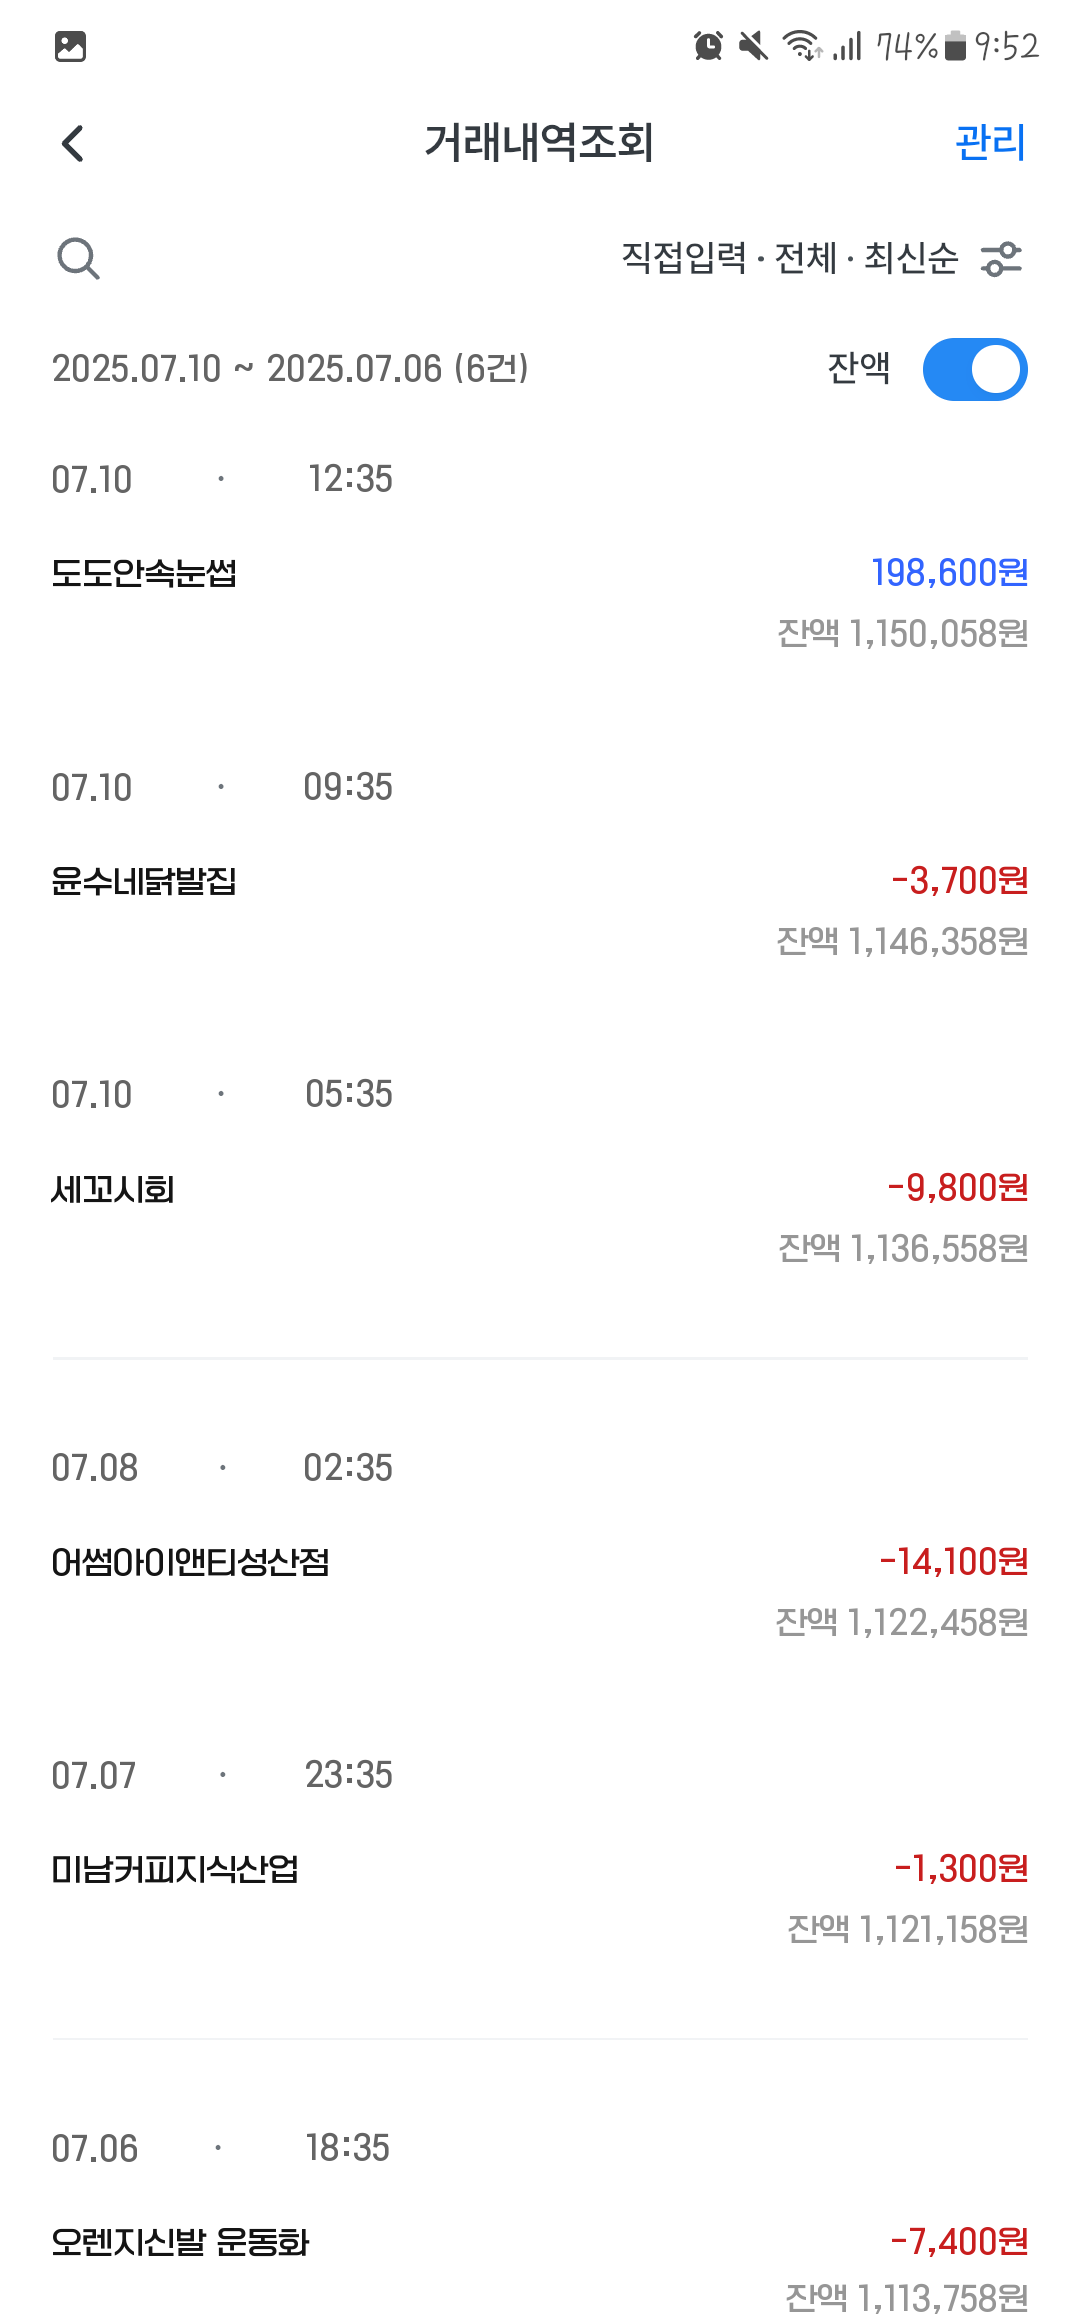 74% 9:52
거래내역조회 관리
직접입력 · 전체 · 최신순
2025.07.10 ~ 2025.07.06 (6건) 잔액
07.10 · 12:35
도도안속눈썹 198,600원
잔액 1,150,058원
07.10 · 09:35
윤수네닭발집 -3,700원
잔액 1,146,358원
07.10 · 05:35
세꼬시회 -9,800원
잔액 1,136,558원
07.08 · 02:35
어썸아이앤티성산점 -14,100원
잔액 1,122,458원
07.07 · 23:35
미남커피지식산업 -1,300원
잔액 1,121,158원
07.06 · 18:35
오렌지신발 운동화 -7,400원
잔액 1,113,758원